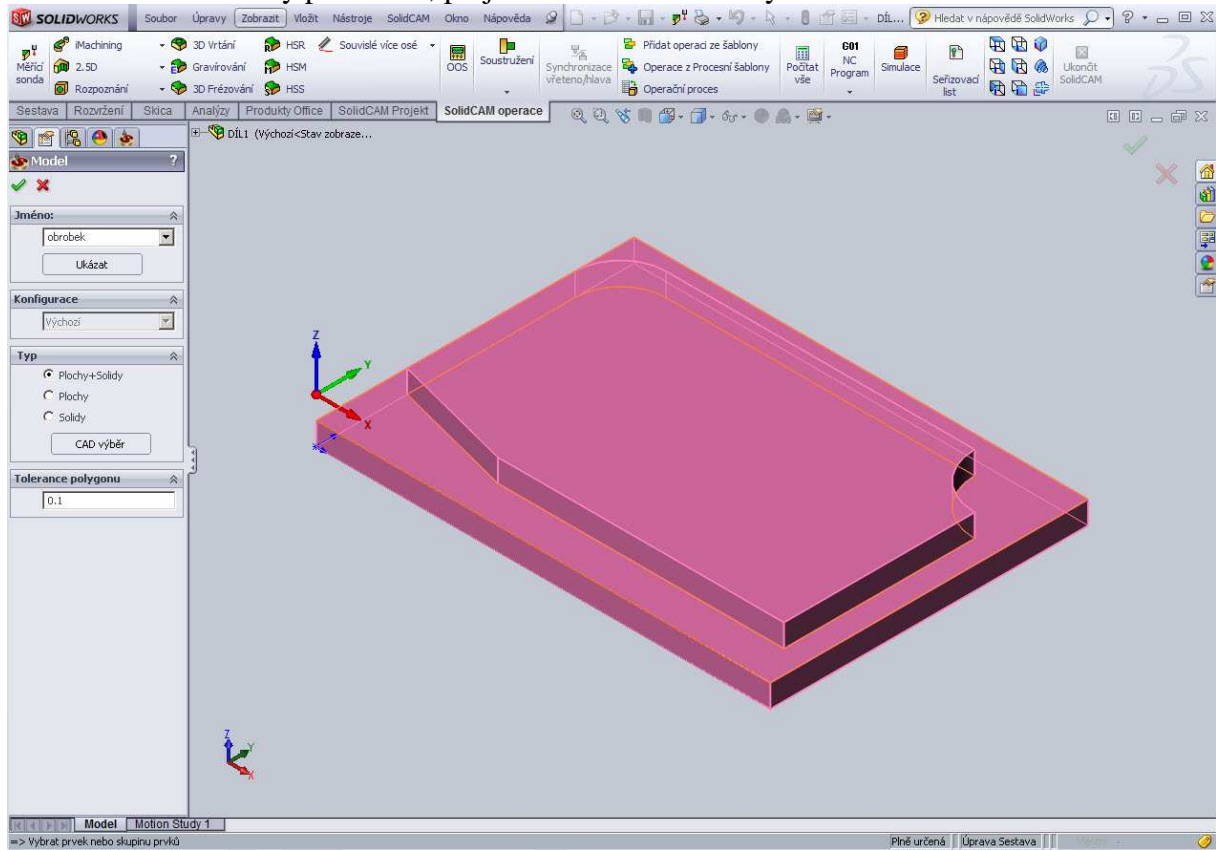 SOLIDWORKS Soubor Úpravy Zobrazit Vložit Nástroje SolidCAM Okno Nápověda DÍL... Hledat v nápovědě SolidWorks
iMachining 3D Vrtání HSR Souvislé více osé Přidat operaci ze šablony G01
Měřící sonda 2.5D Gravírování HSM OOS Soustružení Synchronizace vřeteno/hlava Operace z Procesní šablony Počítat vše NC Program Simulace Seřizovací list Ukončit SolidCAM
Rozpoznání 3D Frézování HSS Operační proces
Sestava Rozvržení Skica Analýzy Produkty Office SolidCAM Projekt SolidCAM operace
DÍL1 (Výchozí<Stav zobraze...
Model ?
Jméno:
obrobek
Ukázat
Konfigurace
Výchozí
Typ
Plochy+Solidy
Plochy
Solidy
CAD výběr
Tolerance polygonu
0.1
Z
Y
X
Z
Y
X
Model Motion Study 1
=> Vybrat prvek nebo skupinu prvků Plně určená Úprava Sestava